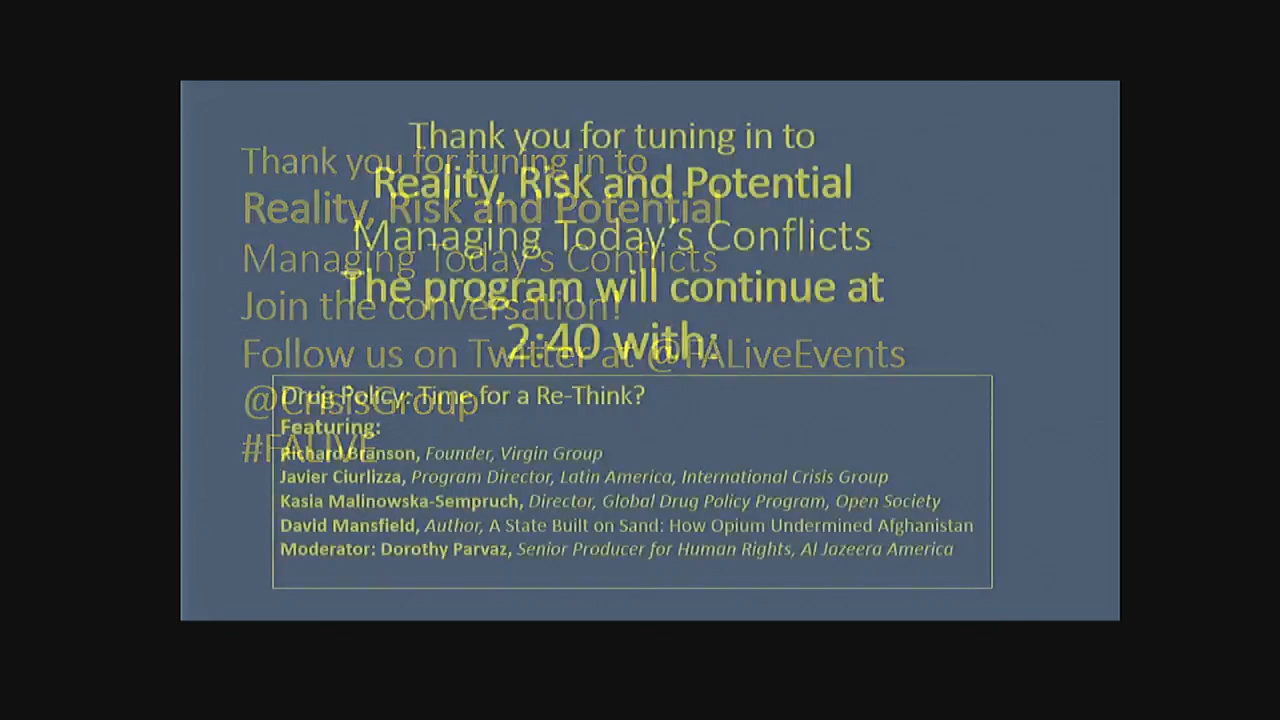 Thank you for tuning in to
Reality, Risk and Potential
Managing Today's Conflicts
The program will continue at
2:40 with:
Drug Policy: Time for a Re-Think?
Featuring:
Richard Branson, Founder, Virgin Group
Javier Ciurlizza, Program Director, Latin America, International Crisis Group
Kasia Malinowska-Sempruch, Director, Global Drug Policy Program, Open Society
David Mansfield, Author, A State Built on Sand: How Opium Undermined Afghanistan
Moderator: Dorothy Parvaz, Senior Producer for Human Rights, Al Jazeera America
Thank you for tuning in to
Reality, Risk and Potential
Managing Today's Conflicts
Join the conversation!
Follow us on Twitter at @FALiveEvents
@CrisisGroup
#FALIVE